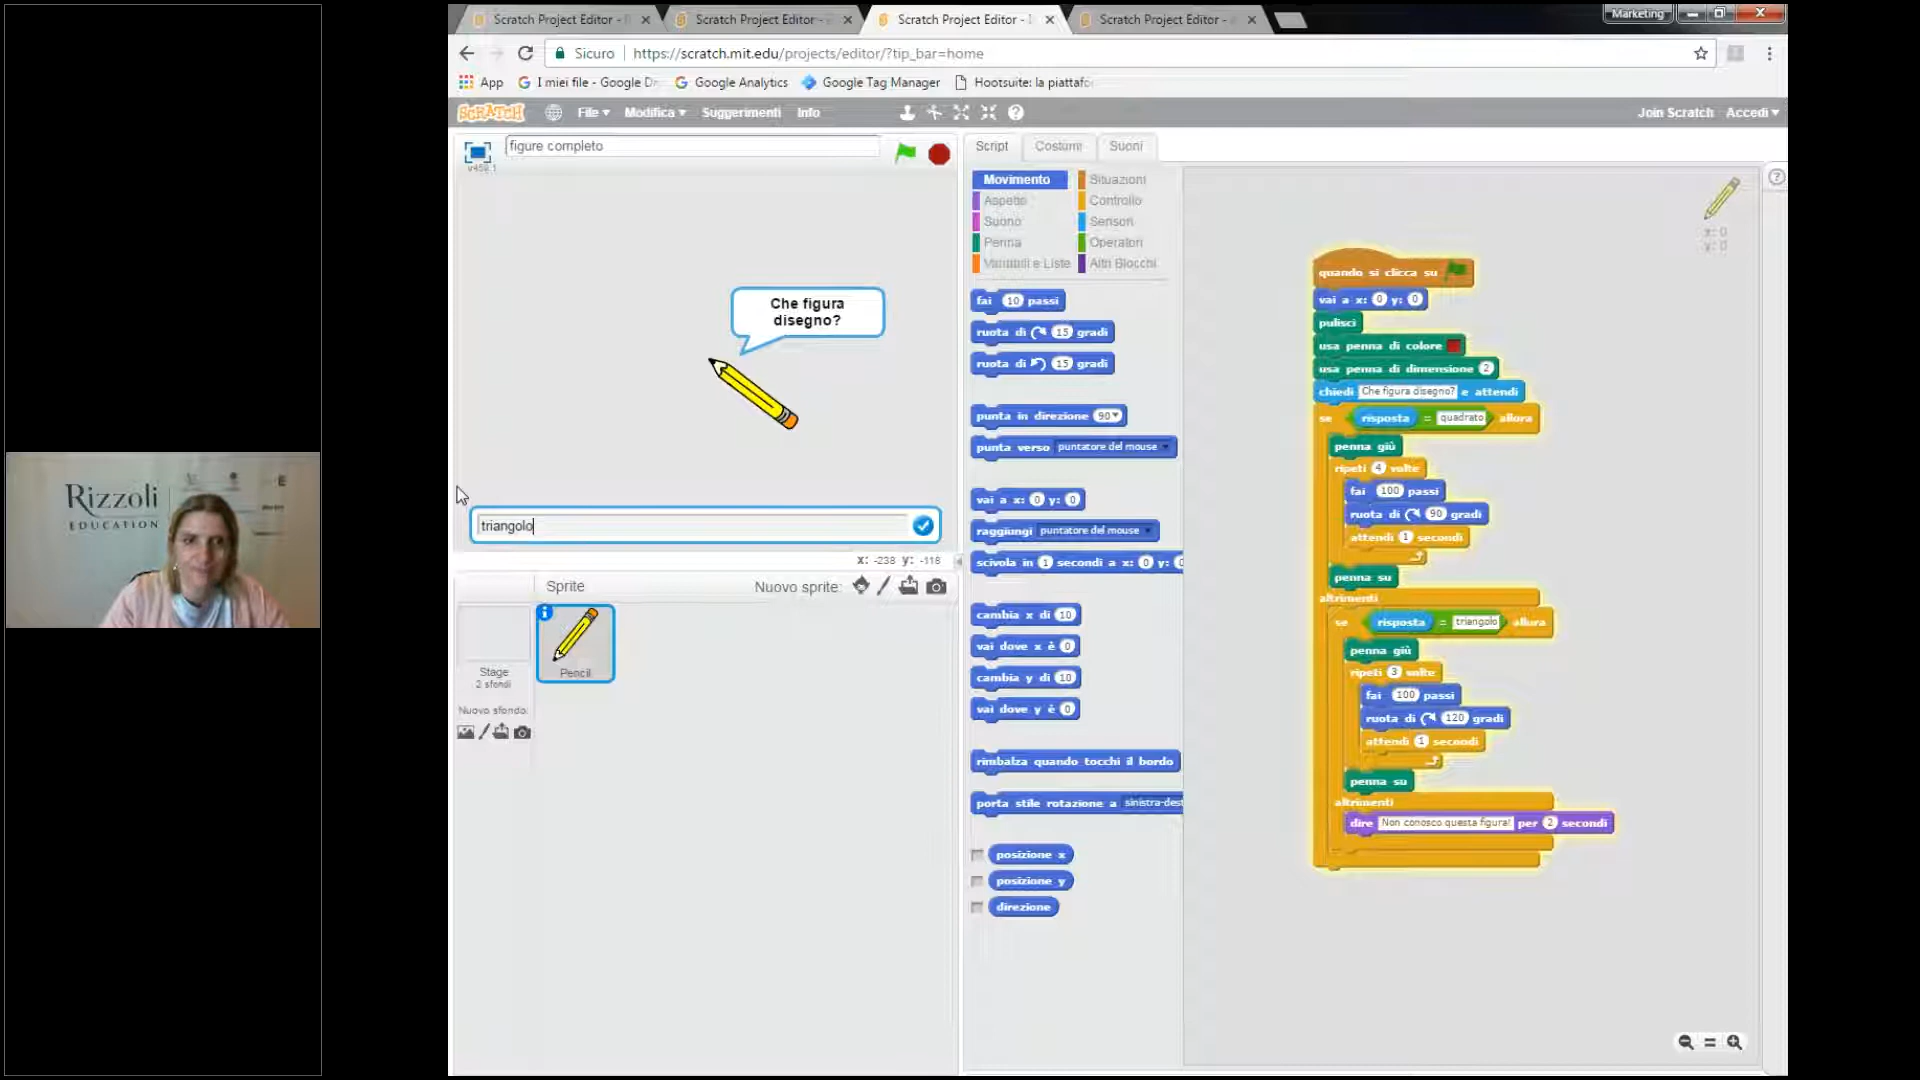 Scratch Project Editor -
Scratch Project Editor -
Scratch Project Editor -
Scratch Project Editor -
Marketing
Sicuro
https://scratch.mit.edu/projects/editor/?tip_bar=home
App
I miei file - Google Dr
Google Analytics
Google Tag Manager
Hootsuite: la piattafo
SCRATCH
File
Modifica
Suggerimenti
Info
Join Scratch
Accedi
figure completo
v459.1
Che figura
disegno?
triangolo
x: -238 y: -118
Sprite
Nuovo sprite:
Stage
2 sfondi
Nuovo sfondo:
Pencil
Script
Costumi
Suoni
Movimento
Situazioni
Aspetto
Controllo
Suono
Sensori
Penna
Operatori
Variabili e Liste
Altri Blocchi
fai 10 passi
ruota di 15 gradi
ruota di 15 gradi
punta in direzione 90
punta verso puntatore del mouse
vai a x: 0 y: 0
raggiungi puntatore del mouse
scivola in 1 secondi a x: 0 y: 0
cambia x di 10
vai dove x è 0
cambia y di 10
vai dove y è 0
rimbalza quando tocchi il bordo
porta stile rotazione a sinistra-dest
posizione x
posizione y
direzione
x: 0
y: 0
quando si clicca su
vai a x: 0 y: 0
pulisci
usa penna di colore
usa penna di dimensione 2
chiedi Che figura disegno? e attendi
se risposta = quadrato allora
penna giù
ripeti 4 volte
fai 100 passi
ruota di 90 gradi
attendi 1 secondi
penna su
altrimenti
se risposta = triangolo allora
penna giù
ripeti 3 volte
fai 100 passi
ruota di 120 gradi
attendi 1 secondi
penna su
altrimenti
dire Non conosco questa figura! per 2 secondi
Rizzoli
EDUCATION